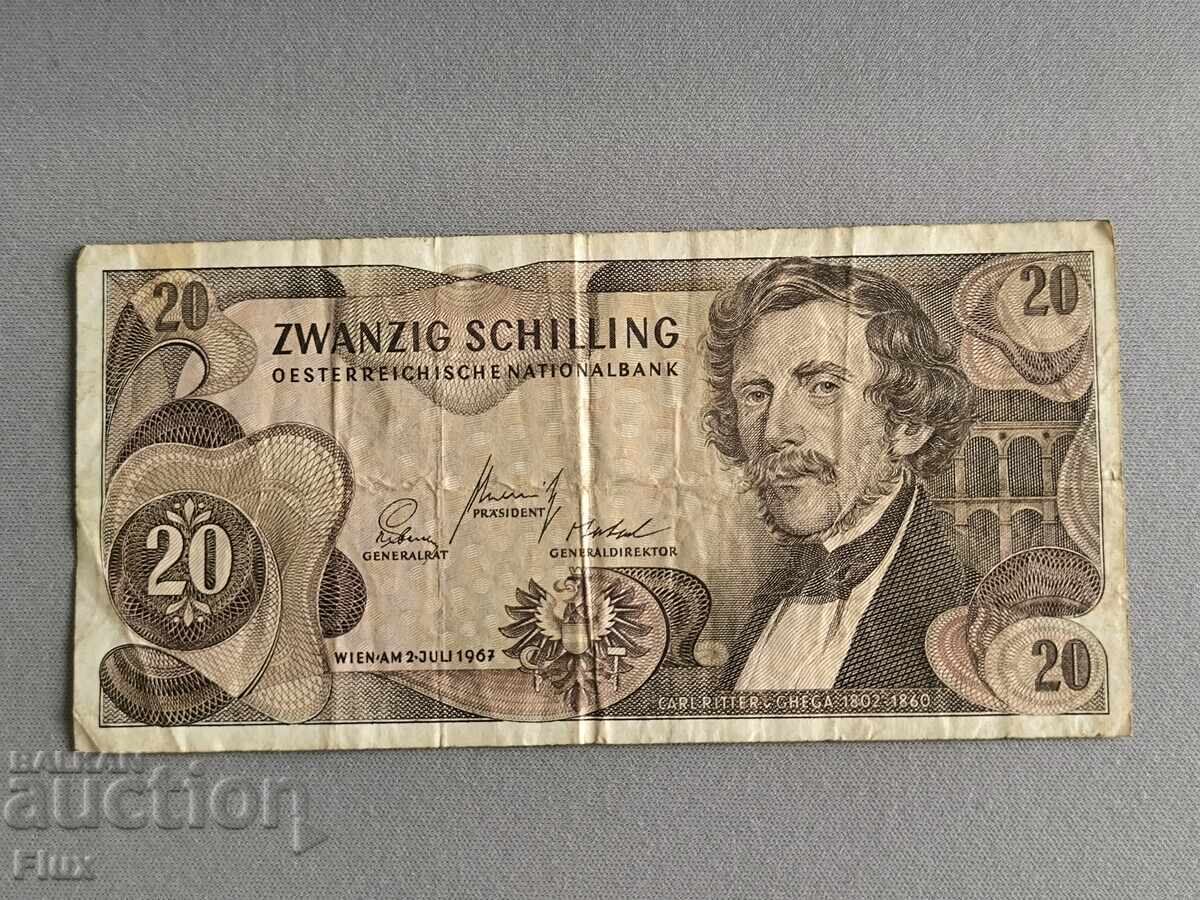 20
20
ZWANZIG SCHILLING
OESTERREICHISCHE NATIONALBANK
PRÄSIDENT
GENERALRAT
GENERALDIREKTOR
20
WIEN·AM 2·JULI 1967
20
CARL·RITTER v·GHEGA·1802-1860
BALKAN
auction
Flux